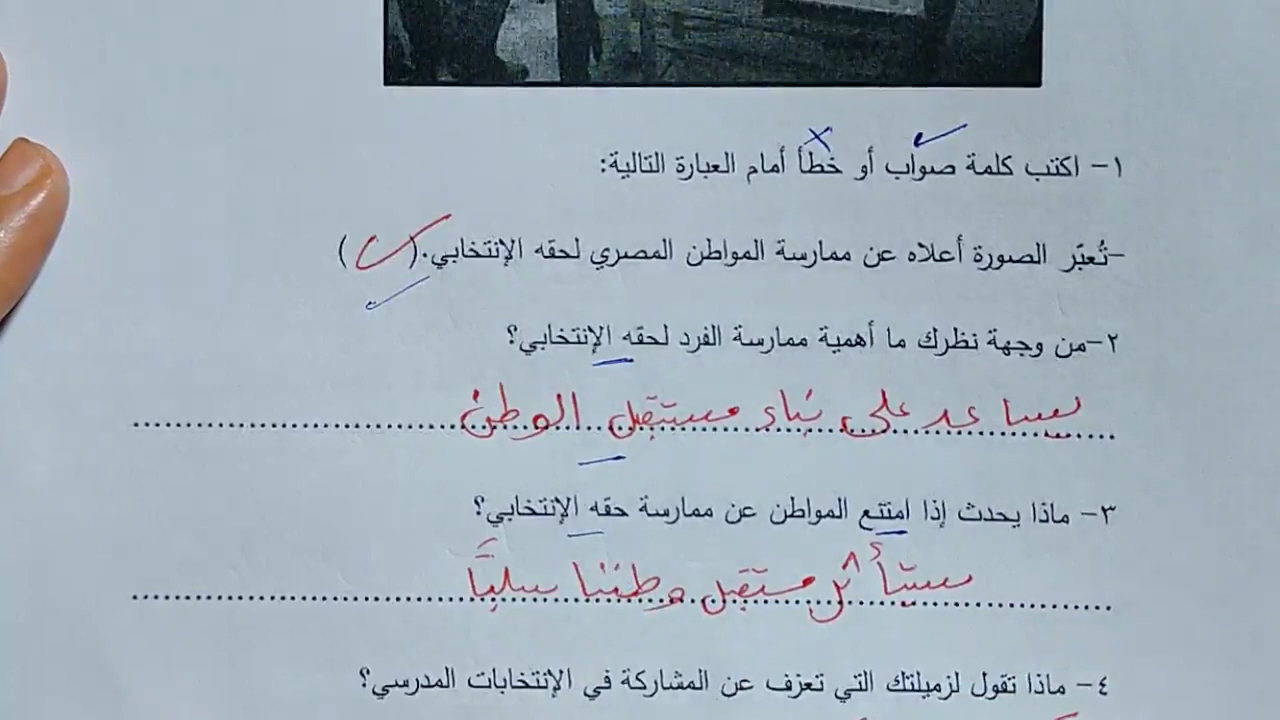 ١- اكتب كلمة صواب أو خطأ أمام العبارة التالية:
-تُعبّر الصورة أعلاه عن ممارسة المواطن المصري لحقه الإنتخابي.( )
٢-من وجهة نظرك ما أهمية ممارسة الفرد لحقه الإنتخابي؟
يساعد على بناء مستقبل الوطن
٣- ماذا يحدث إذا امتنع المواطن عن ممارسة حقه الإنتخابي؟
سيتأثر مستقبل وطننا سلبيًّا
٤- ماذا تقول لزميلتك التي تعزف عن المشاركة في الإنتخابات المدرسي؟